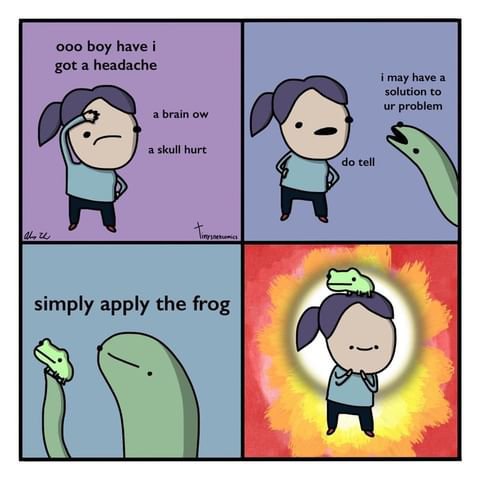 ooo boy have i
got a headache
a brain ow
a skull hurt
tinysnekcomics
i may have a
solution to
ur problem
do tell
simply apply the frog